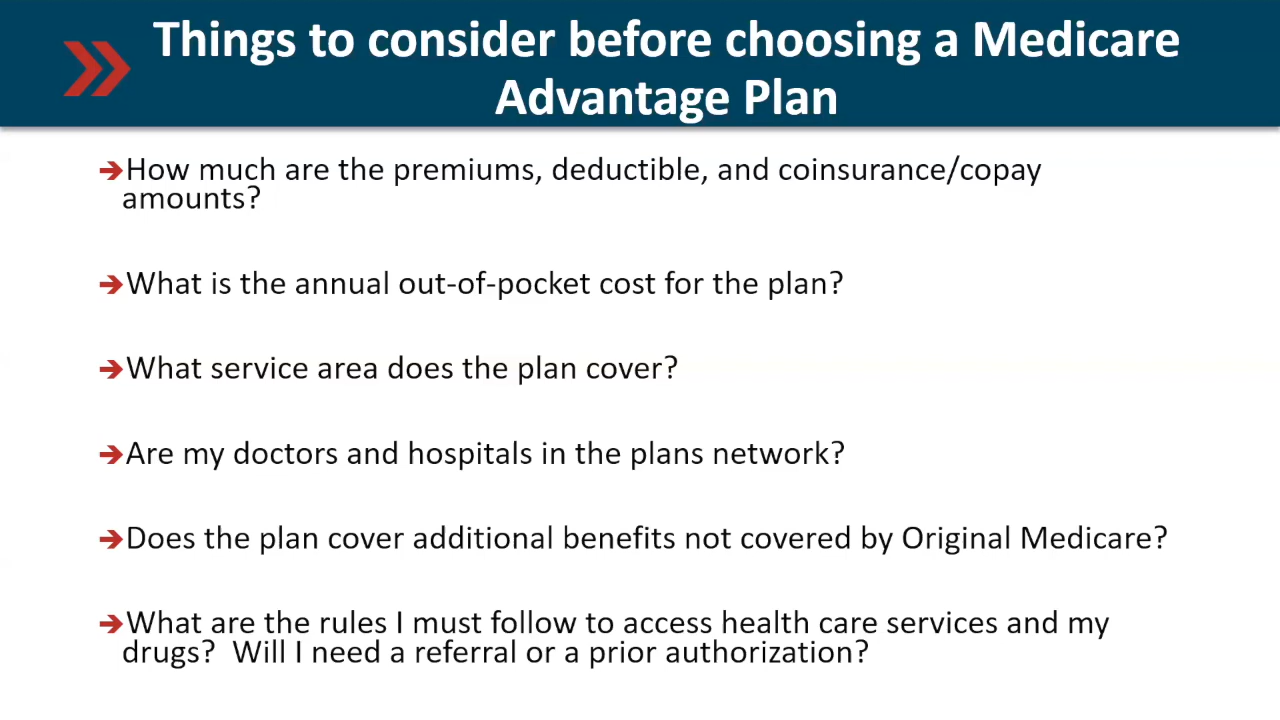 Things to consider before choosing a Medicare
Advantage Plan
How much are the premiums, deductible, and coinsurance/copay
amounts?
What is the annual out-of-pocket cost for the plan?
What service area does the plan cover?
Are my doctors and hospitals in the plans network?
Does the plan cover additional benefits not covered by Original Medicare?
What are the rules I must follow to access health care services and my
drugs?  Will I need a referral or a prior authorization?